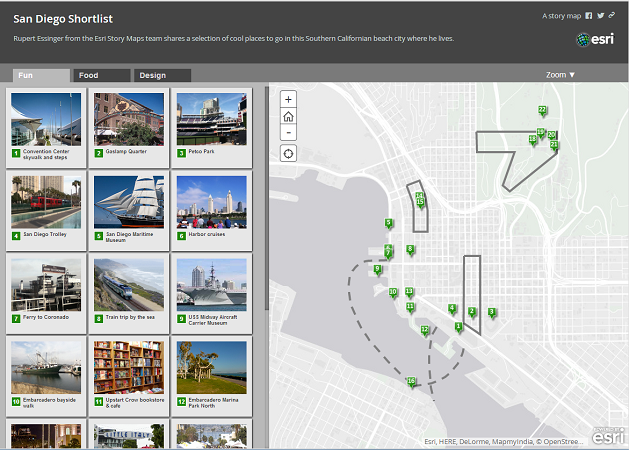 San Diego Shortlist
A story map
Rupert Essinger from the Esri Story Maps team shares a selection of cool places to go in this Southern Californian beach city where he lives.
esri
Fun
Food
Design
Zoom ▼
1 Convention Center skywalk and steps
2 Gaslamp Quarter
3 Petco Park
4 San Diego Trolley
5 San Diego Maritime Museum
6 Harbor cruises
7 Ferry to Coronado
8 Train trip by the sea
9 USS Midway Aircraft Carrier Museum
10 Embarcadero bayside walk
11 Upstart Crow bookstore & cafe
12 Embarcadero Marina Park North
LITTLE ITALY
+
-
22
19
20
21
15
5
7
8
9
10
13
11
4
2
3
12
1
16
Esri, HERE, DeLorme, MapmyIndia, © OpenStree...
esri